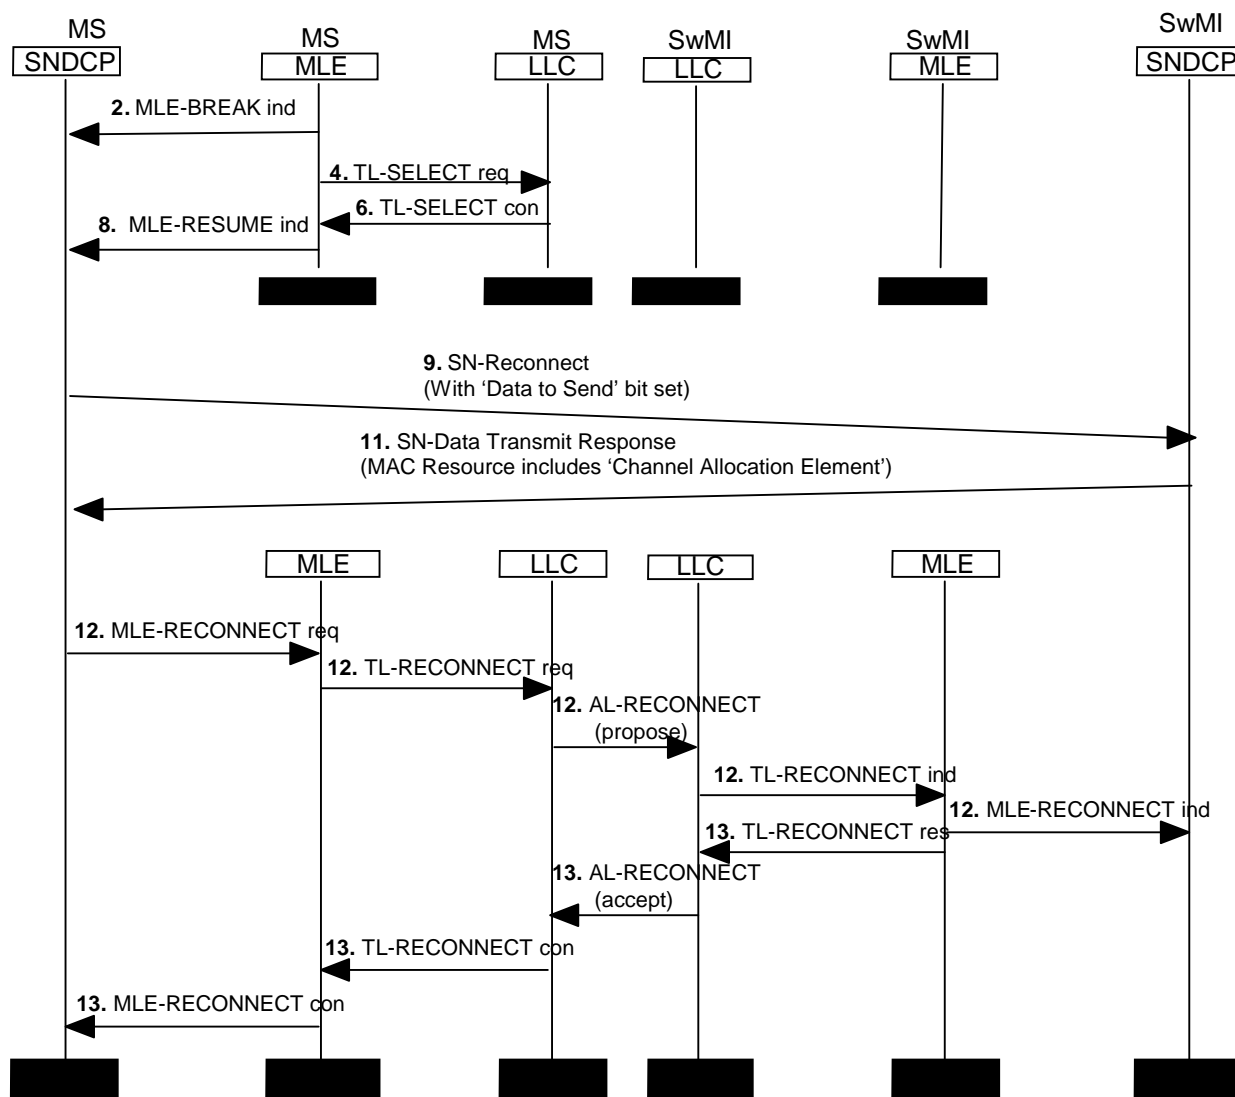 MS
MS
MS
SwMI
SwMI
SwMI
SNDCP
MLE
LLC
LLC
MLE
SNDCP
2. MLE-BREAK ind
4. TL-SELECT req
6. TL-SELECT con
8. MLE-RESUME ind
9. SN-Reconnect
(With ‘Data to Send’ bit set)
11. SN-Data Transmit Response
(MAC Resource includes ‘Channel Allocation Element’)
MLE
LLC
LLC
MLE
12. MLE-RECONNECT req
12. TL-RECONNECT req
12. AL-RECONNECT
(propose)
12. TL-RECONNECT ind
12. MLE-RECONNECT ind
13. TL-RECONNECT res
13. AL-RECONNECT
(accept)
13. TL-RECONNECT con
13. MLE-RECONNECT con